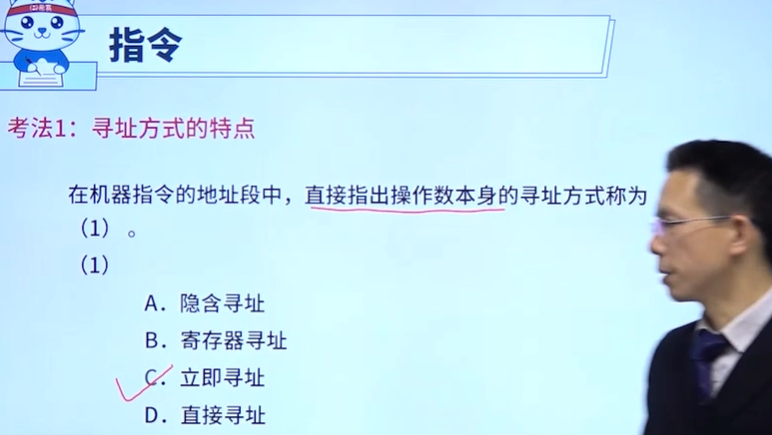 指令
考法1：寻址方式的特点
在机器指令的地址段中，直接指出操作数本身的寻址方式称为
（1）。
（1）
A. 隐含寻址
B. 寄存器寻址
C. 立即寻址
D. 直接寻址